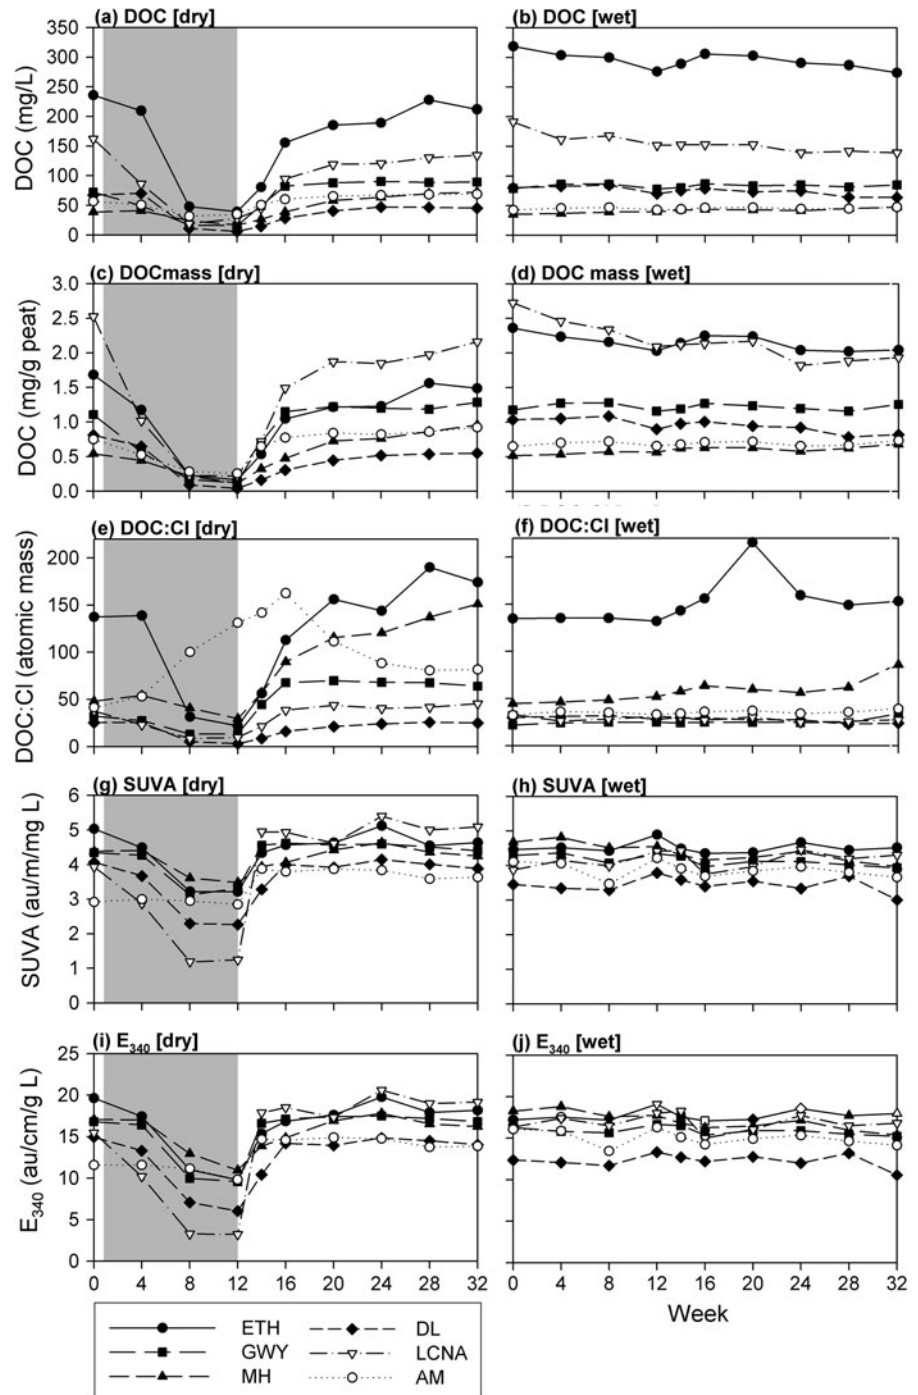 (a) DOC [dry]
(b) DOC [wet]
350
300
250
200
150
100
50
0
DOC (mg/L)
(c) DOCmass [dry]
(d) DOC mass [wet]
3.0
2.5
2.0
1.5
1.0
0.5
0.0
DOC (mg/g peat)
(e) DOC:Cl [dry]
(f) DOC:Cl [wet]
200
150
100
50
0
DOC:Cl (atomic mass)
(g) SUVA [dry]
(h) SUVA [wet]
6
5
4
3
2
1
0
SUVA (au/m/mg L)
(i) E340 [dry]
(j) E340 [wet]
25
20
15
10
5
0
E340 (au/cm/g L)
0 4 8 12 16 20 24 28 32
0 4 8 12 16 20 24 28 32
Week
ETH DL
GWY LCNA
MH AM